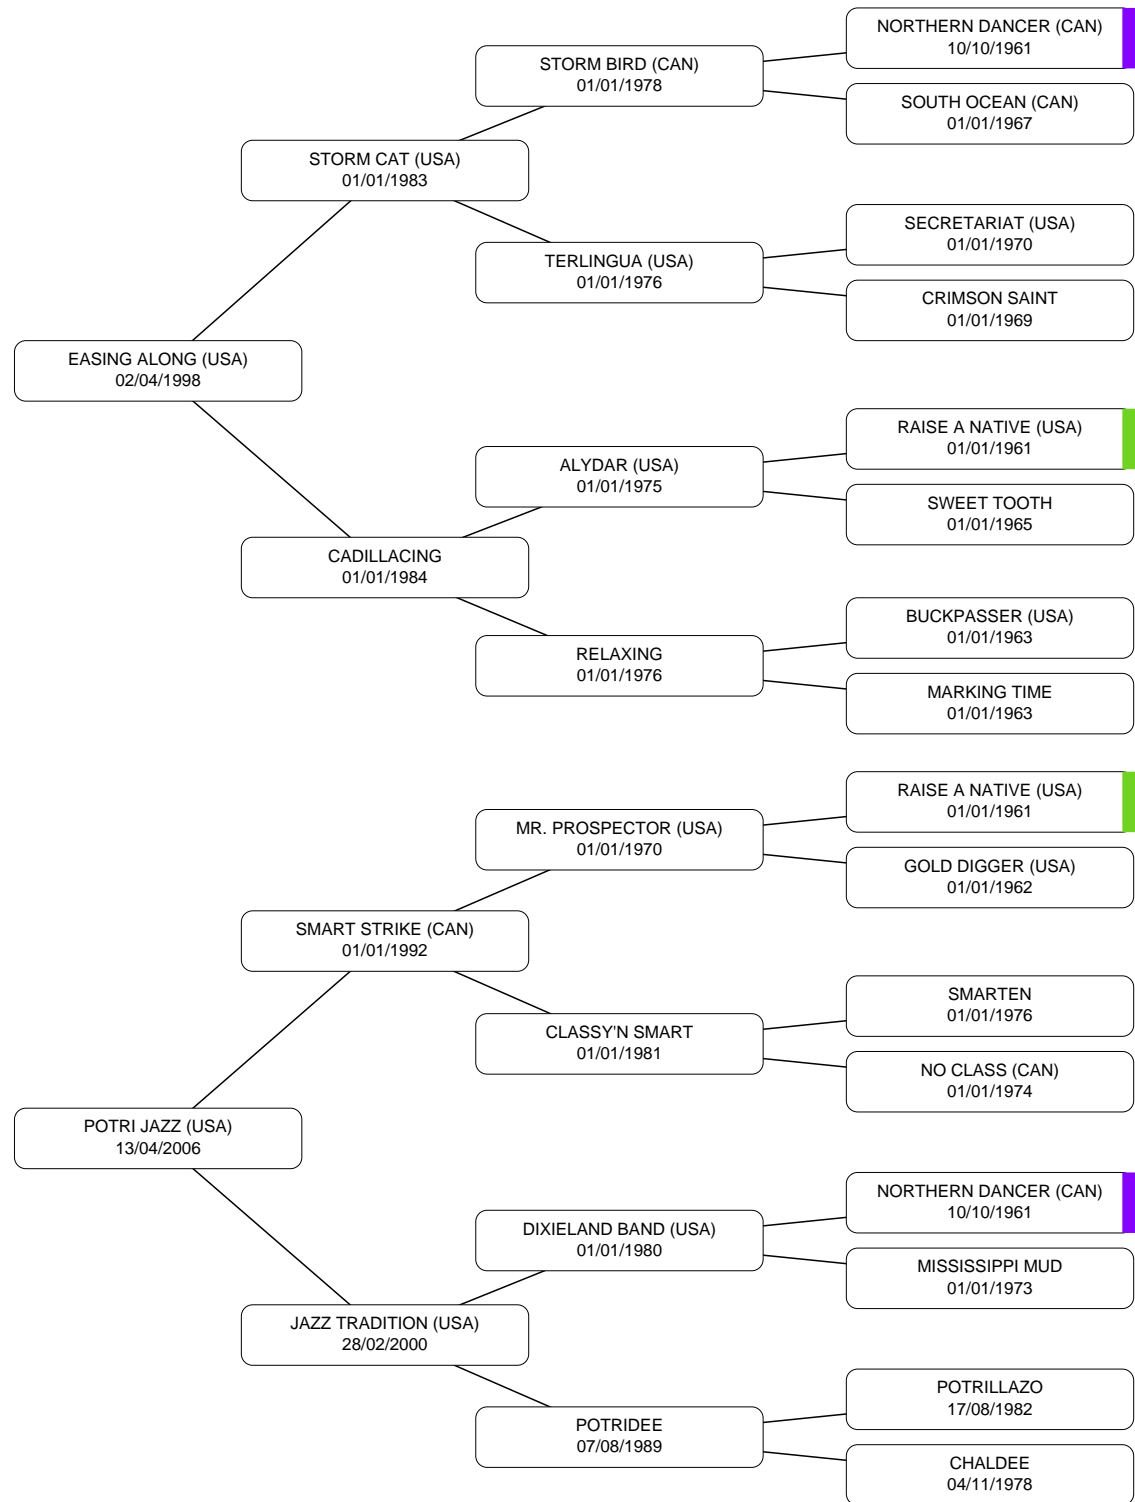 NORTHERN DANCER (CAN)
10/10/1961
STORM BIRD (CAN)
01/01/1978
SOUTH OCEAN (CAN)
01/01/1967
STORM CAT (USA)
01/01/1983
SECRETARIAT (USA)
01/01/1970
TERLINGUA (USA)
01/01/1976
CRIMSON SAINT
01/01/1969
EASING ALONG (USA)
02/04/1998
RAISE A NATIVE (USA)
01/01/1961
ALYDAR (USA)
01/01/1975
SWEET TOOTH
01/01/1965
CADILLACING
01/01/1984
BUCKPASSER (USA)
01/01/1963
RELAXING
01/01/1976
MARKING TIME
01/01/1963
RAISE A NATIVE (USA)
01/01/1961
MR. PROSPECTOR (USA)
01/01/1970
GOLD DIGGER (USA)
01/01/1962
SMART STRIKE (CAN)
01/01/1992
SMARTEN
01/01/1976
CLASSY'N SMART
01/01/1981
NO CLASS (CAN)
01/01/1974
POTRI JAZZ (USA)
13/04/2006
NORTHERN DANCER (CAN)
10/10/1961
DIXIELAND BAND (USA)
01/01/1980
MISSISSIPPI MUD
01/01/1973
JAZZ TRADITION (USA)
28/02/2000
POTRILLAZO
17/08/1982
POTRIDEE
07/08/1989
CHALDEE
04/11/1978